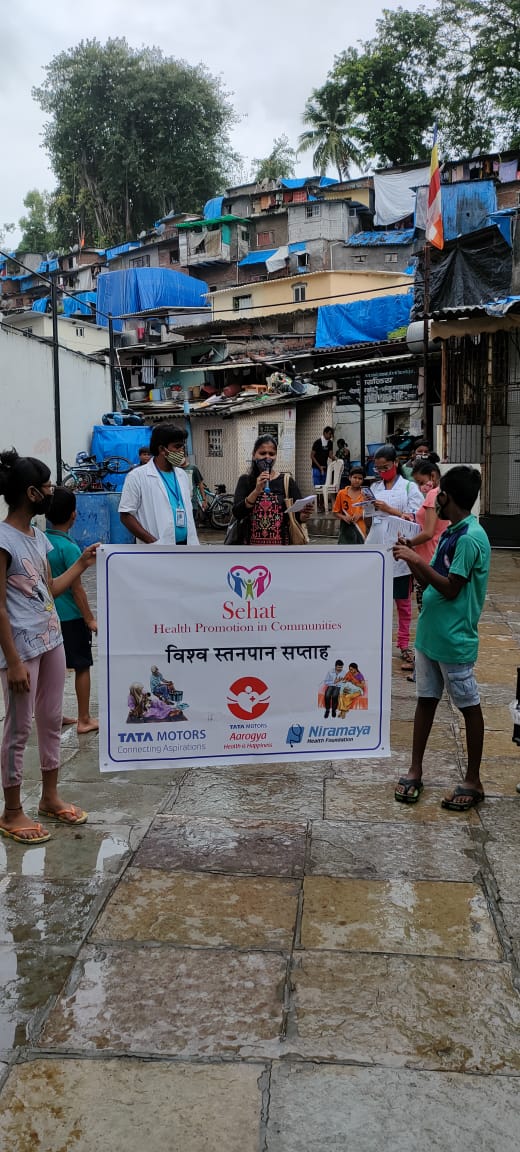 Sehat
Health Promotion in Communities
विश्व स्तनपान सप्ताह
TATA MOTORS
Connecting Aspirations
TATA MOTORS
Aarogya
Health & Happiness
Niramaya
Health Foundation